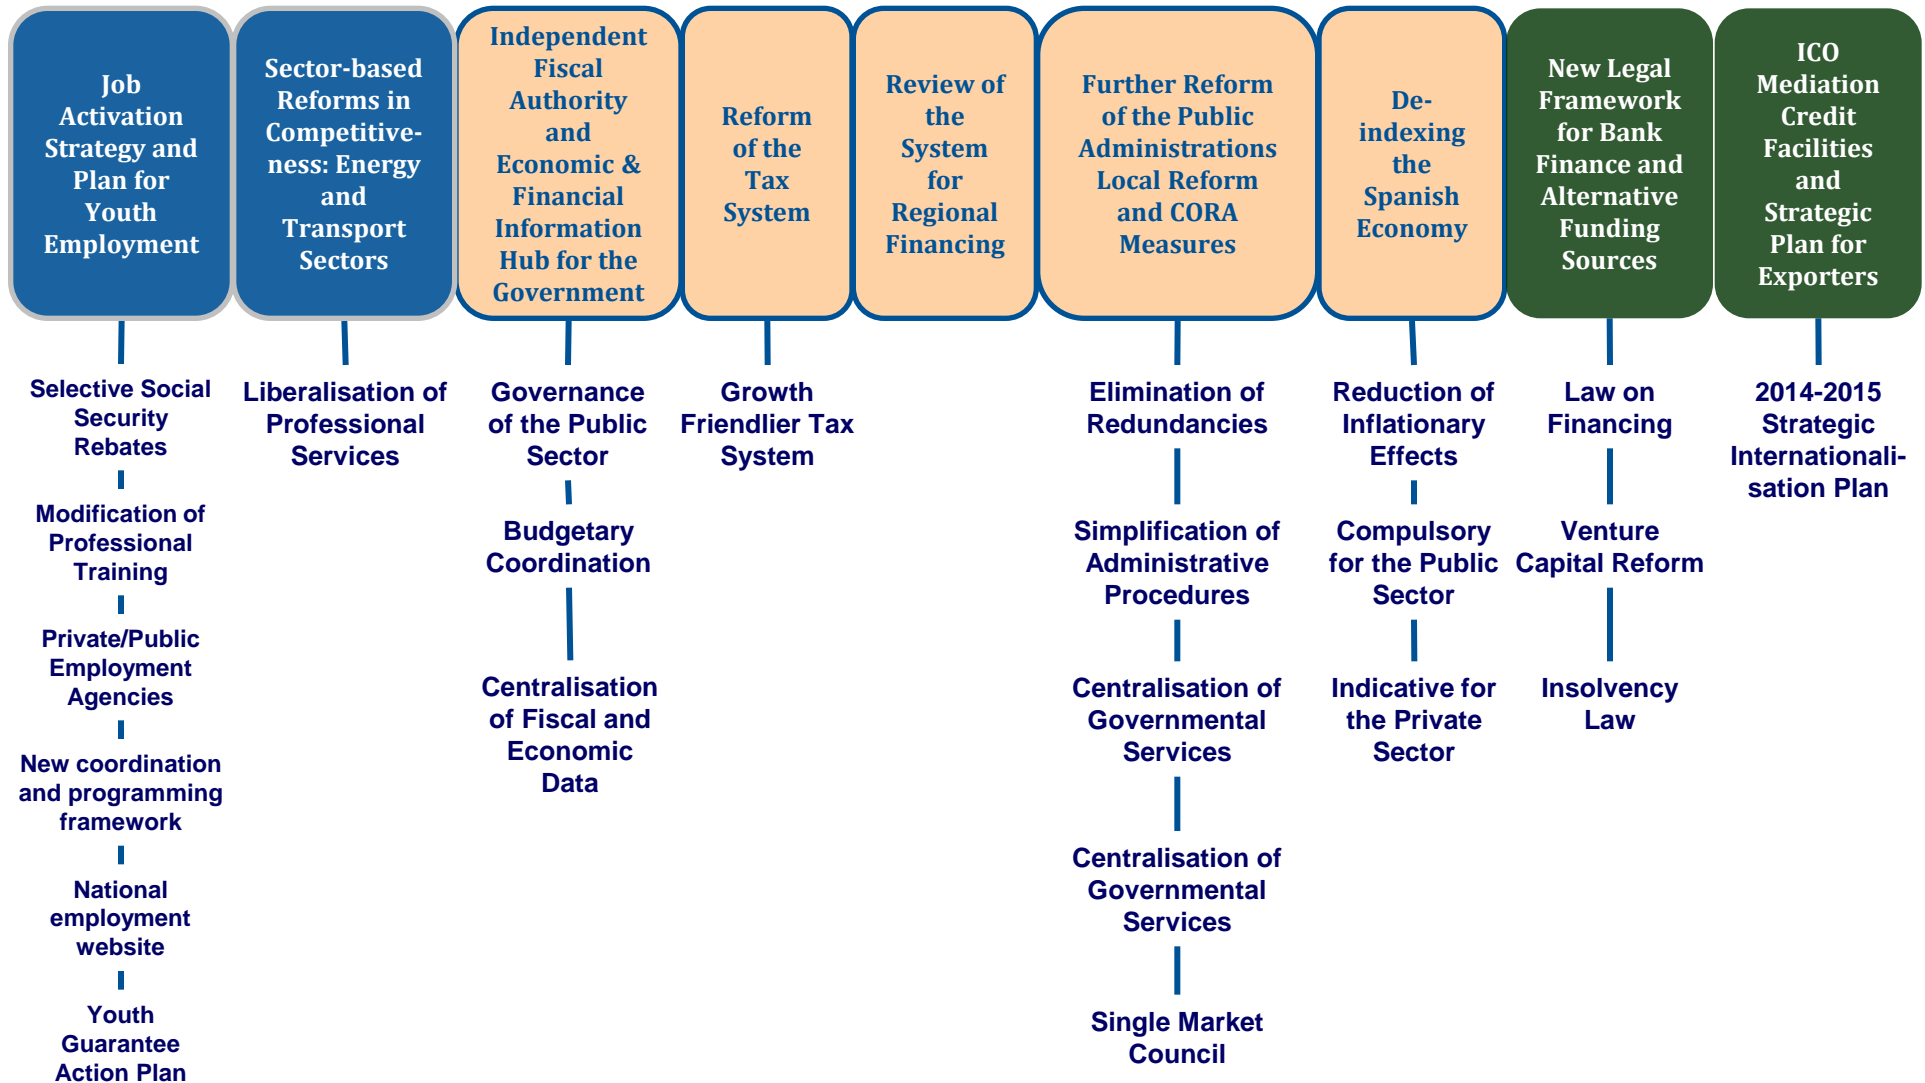 Job
Activation
Strategy and
Plan for
Youth
Employment
Sector-based
Reforms in
Competitive-
ness: Energy
and
Transport
Sectors
Independent
Fiscal
Authority
and
Economic &
Financial
Information
Hub for the
Government
Reform
of the
Tax
System
Review of
the
System
for
Regional
Financing
Further Reform
of the Public
Administrations
Local Reform
and CORA
Measures
De-
indexing
the
Spanish
Economy
New Legal
Framework
for Bank
Finance and
Alternative
Funding
Sources
ICO
Mediation
Credit
Facilities
and
Strategic
Plan for
Exporters
Selective Social
Security
Rebates
Modification of
Professional
Training
Private/Public
Employment
Agencies
New coordination
and programming
framework
National
employment
website
Youth
Guarantee
Action Plan
Liberalisation of
Professional
Services
Governance
of the Public
Sector
Budgetary
Coordination
Centralisation
of Fiscal and
Economic
Data
Growth
Friendlier Tax
System
Elimination of
Redundancies
Simplification of
Administrative
Procedures
Centralisation of
Governmental
Services
Centralisation of
Governmental
Services
Single Market
Council
Reduction of
Inflationary
Effects
Compulsory
for the Public
Sector
Indicative for
the Private
Sector
Law on
Financing
Venture
Capital Reform
Insolvency
Law
2014-2015
Strategic
Internationali-
sation Plan